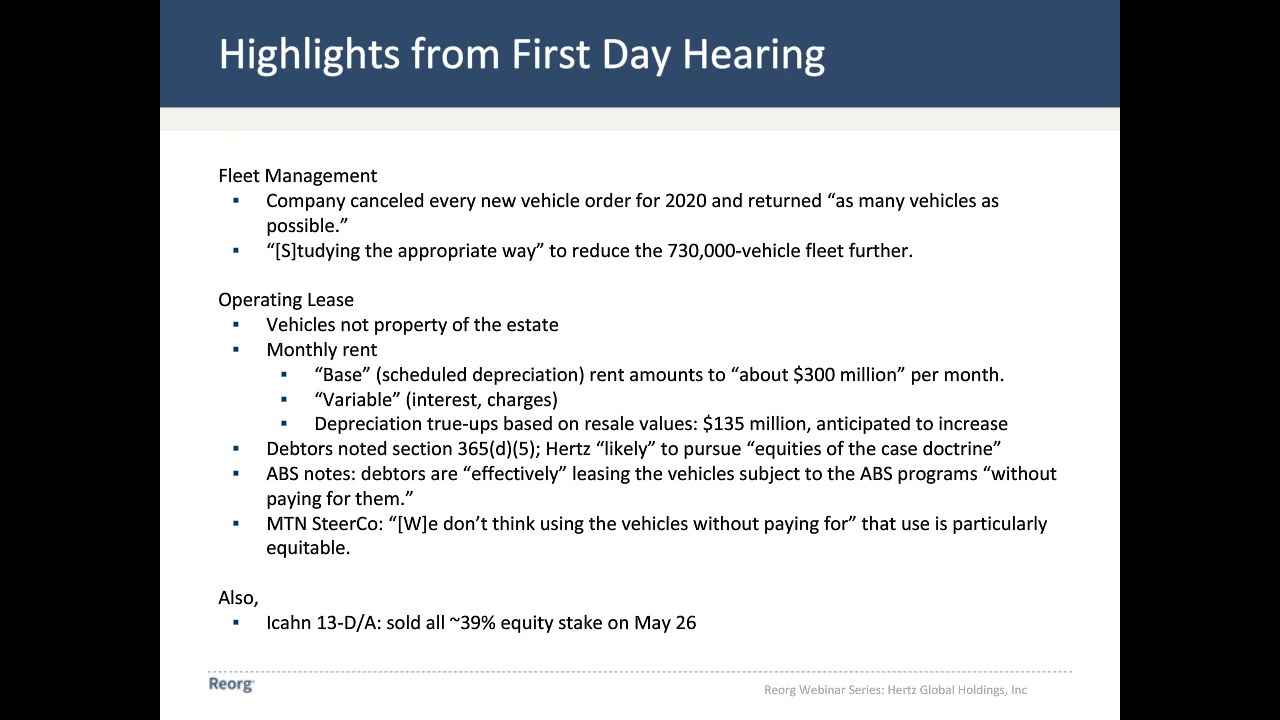 Highlights from First Day Hearing
Fleet Management
▪ Company canceled every new vehicle order for 2020 and returned “as many vehicles as
possible.”
▪ “[S]tudying the appropriate way” to reduce the 730,000-vehicle fleet further.
Operating Lease
▪ Vehicles not property of the estate
▪ Monthly rent
▪ “Base” (scheduled depreciation) rent amounts to “about $300 million” per month.
▪ “Variable” (interest, charges)
▪ Depreciation true-ups based on resale values: $135 million, anticipated to increase
▪ Debtors noted section 365(d)(5); Hertz “likely” to pursue “equities of the case doctrine”
▪ ABS notes: debtors are “effectively” leasing the vehicles subject to the ABS programs “without
paying for them.”
▪ MTN SteerCo: “[W]e don’t think using the vehicles without paying for” that use is particularly
equitable.
Also,
▪ Icahn 13-D/A: sold all ~39% equity stake on May 26
Reorg
Reorg Webinar Series: Hertz Global Holdings, Inc